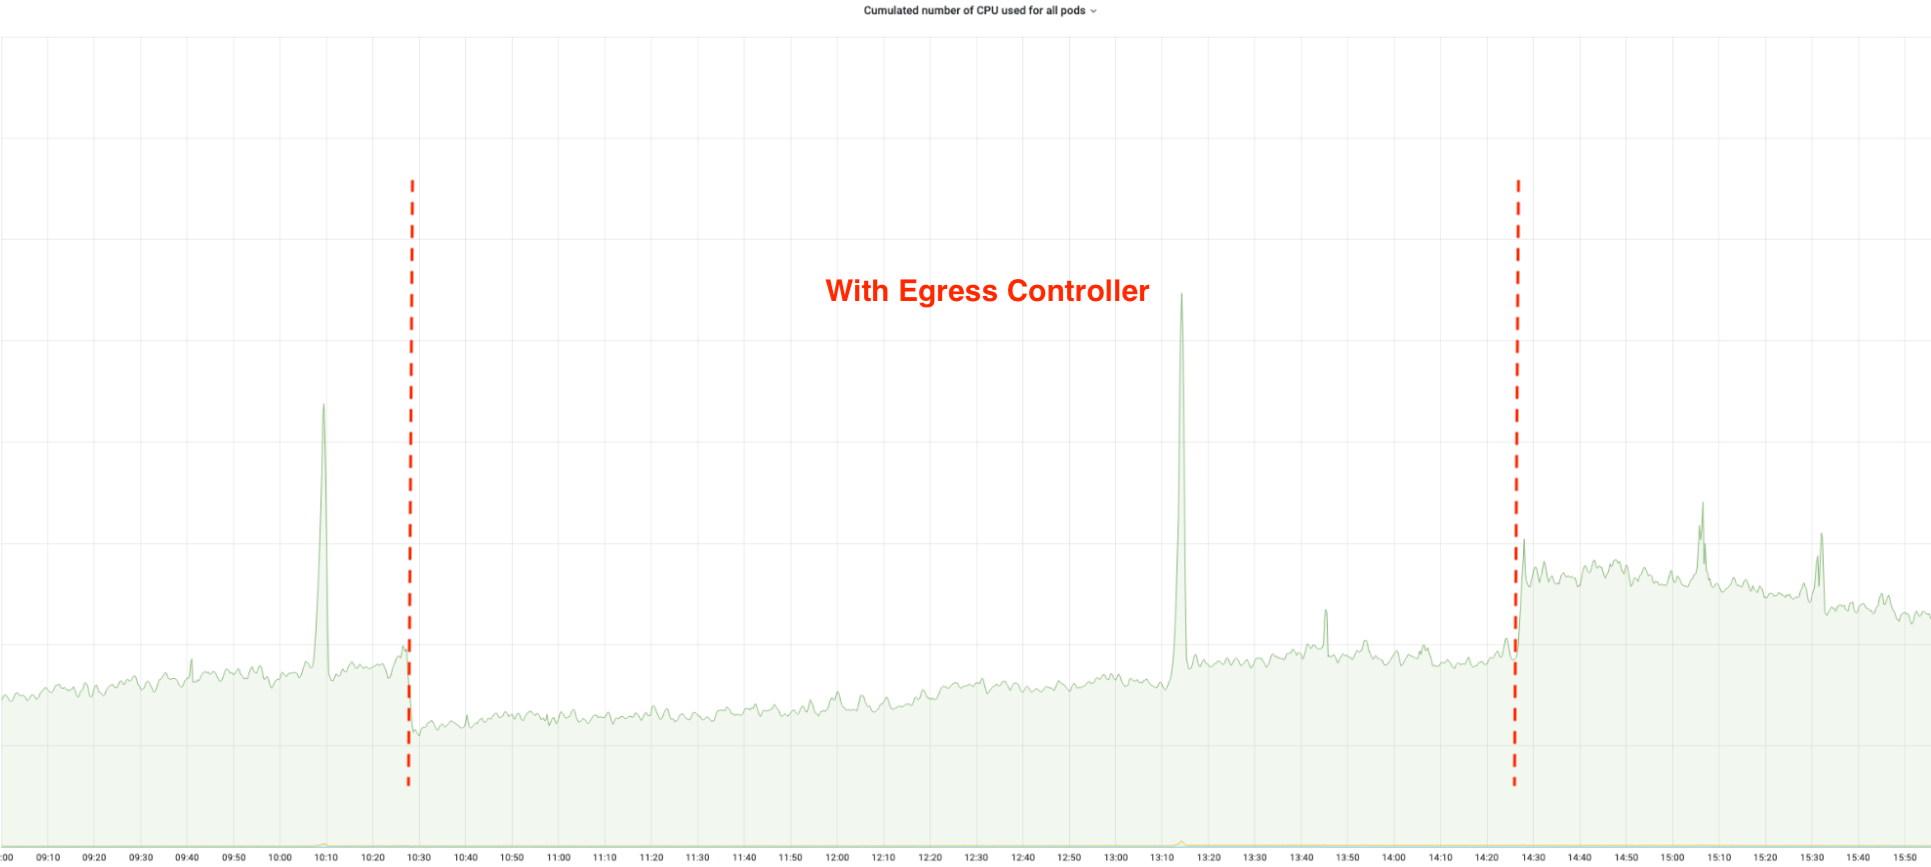 Cumulated number of CPU used for all pods
With Egress Controller
:00 09:10 09:20 09:30 09:40 09:50 10:00 10:10 10:20 10:30 10:40 10:50 11:00 11:10 11:20 11:30 11:40 11:50 12:00 12:10 12:20 12:30 12:40 12:50 13:00 13:10 13:20 13:30 13:40 13:50 14:00 14:10 14:20 14:30 14:40 14:50 15:00 15:10 15:20 15:30 15:40 15:50